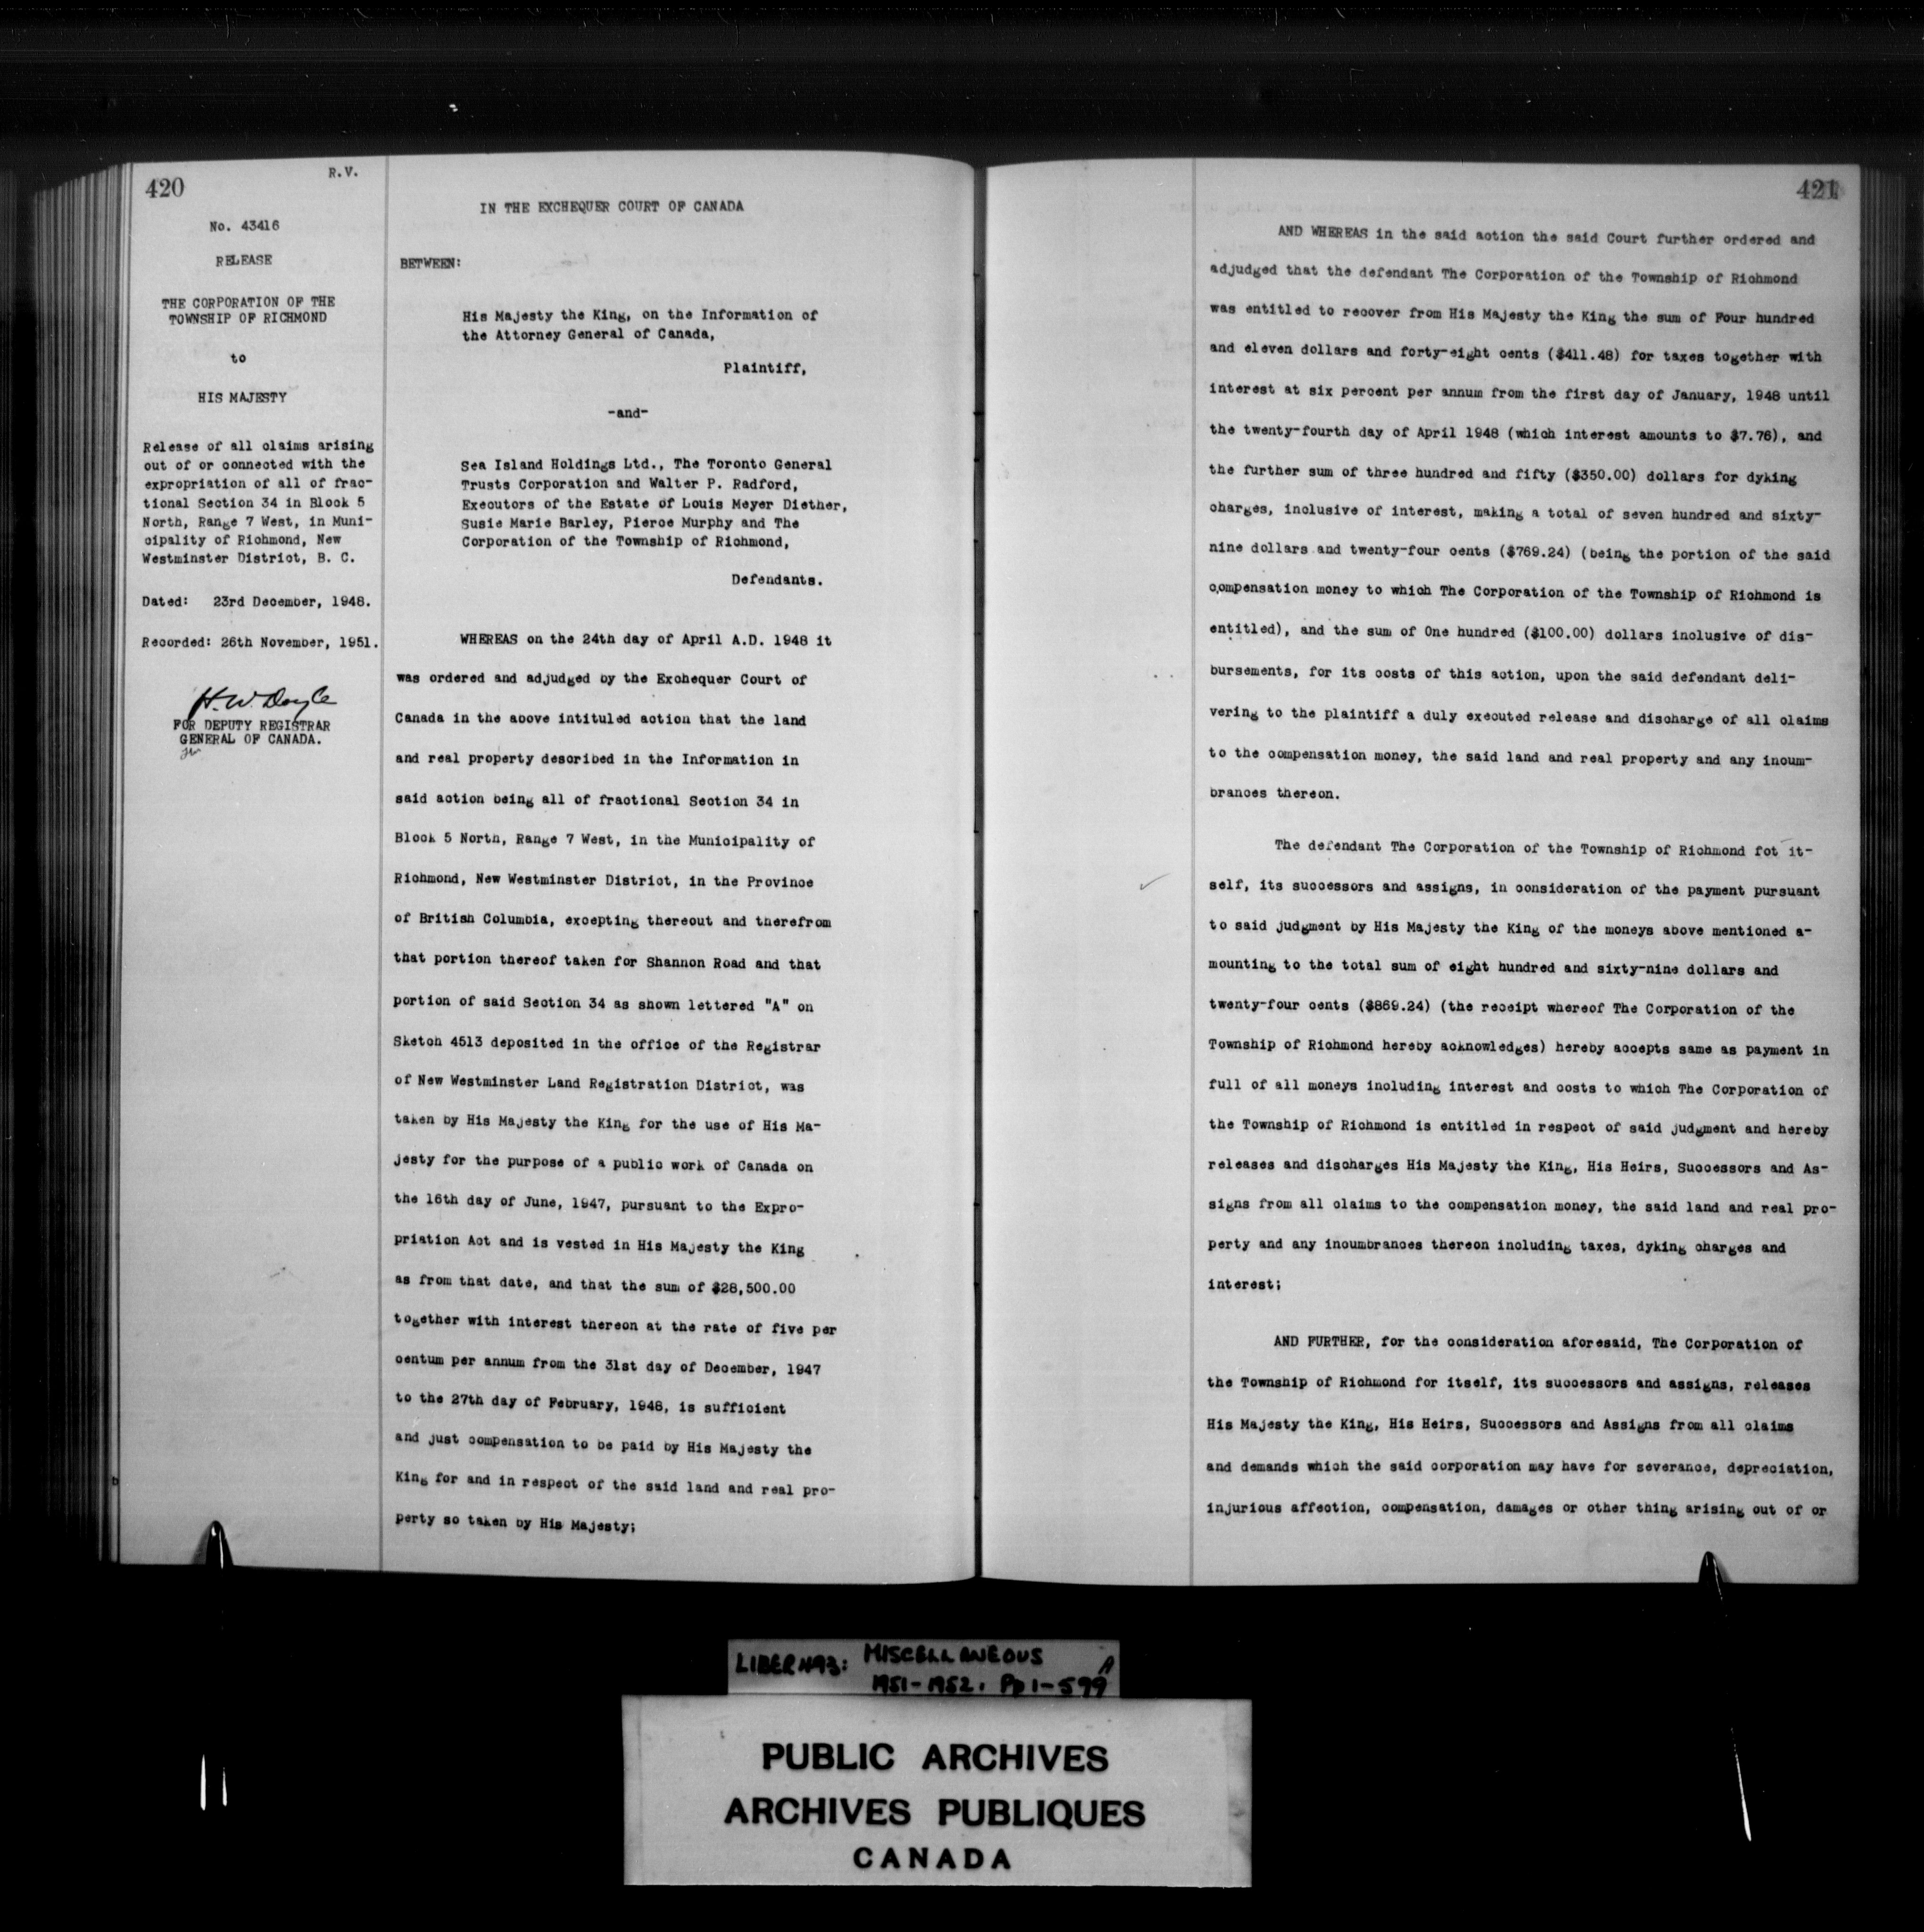 420
R.V.
No. 43416
RELEASE
THE CORPORATION OF THE
TOWNSHIP OF RICHMOND
to
HIS MAJESTY
Release of all claims arising
out of or connected with the
expropriation of all of frac-
tional Section 34 in Block 5
North, Range 7 West, in Muni-
cipality of Richmond, New
Westminster District, B. C.
Dated: 23rd December, 1948.
Recorded: 26th November, 1951.
H.W. Doyle
FOR DEPUTY REGISTRAR
GENERAL OF CANADA.
IN THE EXCHEQUER COURT OF CANADA
BETWEEN:
His Majesty the King, on the Information of
the Attorney General of Canada,
Plaintiff,
-and-
Sea Island Holdings Ltd., The Toronto General
Trusts Corporation and Walter P. Radford,
Executors of the Estate of Louis Meyer Diether,
Susie Marie Barley, Pierce Murphy and The
Corporation of the Township of Richmond,
Defendants.
WHEREAS on the 24th day of April A.D. 1948 it
was ordered and adjudged by the Exchequer Court of
Canada in the above intituled action that the land
and real property described in the Information in
said action being all of fractional Section 34 in
Block 5 North, Range 7 West, in the Municipality of
Richmond, New Westminster District, in the Province
of British Columbia, excepting thereout and therefrom
that portion thereof taken for Shannon Road and that
portion of said Section 34 as shown lettered "A" on
Sketch 4513 deposited in the office of the Registrar
of New Westminster Land Registration District, was
taken by His Majesty the King for the use of His Ma-
jesty for the purpose of a public work of Canada on
the 16th day of June, 1947, pursuant to the Expro-
priation Act and is vested in His Majesty the King
as from that date, and that the sum of $28,500.00
together with interest thereon at the rate of five per
centum per annum from the 31st day of December, 1947
to the 27th day of February, 1948, is sufficient
and just compensation to be paid by His Majesty the
King for and in respect of the said land and real pro-
perty so taken by His Majesty;
421
AND WHEREAS in the said action the said Court further ordered and
adjudged that the defendant The Corporation of the Township of Richmond
was entitled to recover from His Majesty the King the sum of Four hundred
and eleven dollars and forty-eight cents ($411.48) for taxes together with
interest at six percent per annum from the first day of January, 1948 until
the twenty-fourth day of April 1948 (which interest amounts to $7.76), and
the further sum of three hundred and fifty ($350.00) dollars for dyking
charges, inclusive of interest, making a total of seven hundred and sixty-
nine dollars and twenty-four cents ($769.24) (being the portion of the said
compensation money to which The Corporation of the Township of Richmond is
entitled), and the sum of One hundred ($100.00) dollars inclusive of dis-
bursements, for its costs of this action, upon the said defendant deli-
vering to the plaintiff a duly executed release and discharge of all claims
to the compensation money, the said land and real property and any incum-
brances thereon.
The defendant The Corporation of the Township of Richmond fot it-
self, its successors and assigns, in consideration of the payment pursuant
to said judgment by His Majesty the King of the moneys above mentioned a-
mounting to the total sum of eight hundred and sixty-nine dollars and
twenty-four cents ($869.24) (the receipt whereof The Corporation of the
Township of Richmond hereby acknowledges) hereby accepts same as payment in
full of all moneys including interest and costs to which The Corporation of
the Township of Richmond is entitled in respect of said judgment and hereby
releases and discharges His Majesty the King, His Heirs, Successors and As-
signs from all claims to the compensation money, the said land and real pro-
perty and any incumbrances thereon including taxes, dyking charges and
interest;
AND FURTHER, for the consideration aforesaid, The Corporation of
the Township of Richmond for itself, its successors and assigns, releases
His Majesty the King, His Heirs, Successors and Assigns from all claims
and demands which the said corporation may have for severance, depreciation,
injurious affection, compensation, damages or other thing arising out of or
LIBER 493: MISCELLANEOUS A
1951-1952. Pp 1-599
PUBLIC ARCHIVES
ARCHIVES PUBLIQUES
CANADA